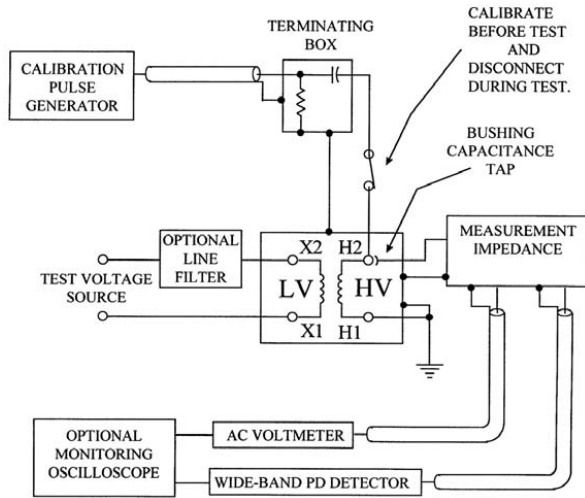 TERMINATING
BOX
CALIBRATE
BEFORE TEST
AND
DISCONNECT
DURING TEST.
CALIBRATION
PULSE
GENERATOR
BUSHING
CAPACITANCE
TAP
MEASUREMENT
IMPEDANCE
OPTIONAL
LINE
FILTER
TEST VOLTAGE
SOURCE
X2 H2
LV HV
X1 H1
OPTIONAL
MONITORING
OSCILLOSCOPE
AC VOLTMETER
WIDE-BAND PD DETECTOR